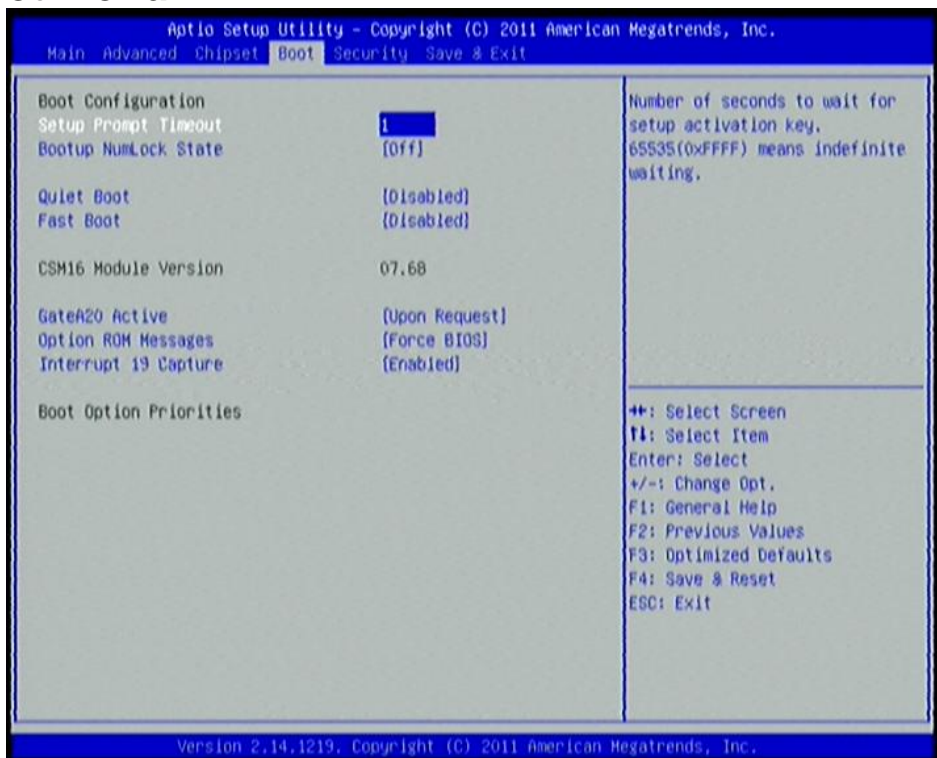 Aptio Setup Utility - Copyright (C) 2011 American Megatrends, Inc.
Main Advanced Chipset Boot Security Save & Exit
Boot Configuration
Setup Prompt Timeout 1
Bootup NumLock State [Off]
Quiet Boot [Disabled]
Fast Boot [Disabled]
CSM16 Module Version 07.68
GateA20 Active [Upon Request]
Option ROM Messages [Force BIOS]
Interrupt 19 Capture [Enabled]
Boot Option Priorities
Number of seconds to wait for
setup activation key.
65535(0xFFFF) means indefinite
waiting.
→←: Select Screen
↑↓: Select Item
Enter: Select
+/-: Change Opt.
F1: General Help
F2: Previous Values
F3: Optimized Defaults
F4: Save & Reset
ESC: Exit
Version 2.14.1219. Copyright (C) 2011 American Megatrends, Inc.